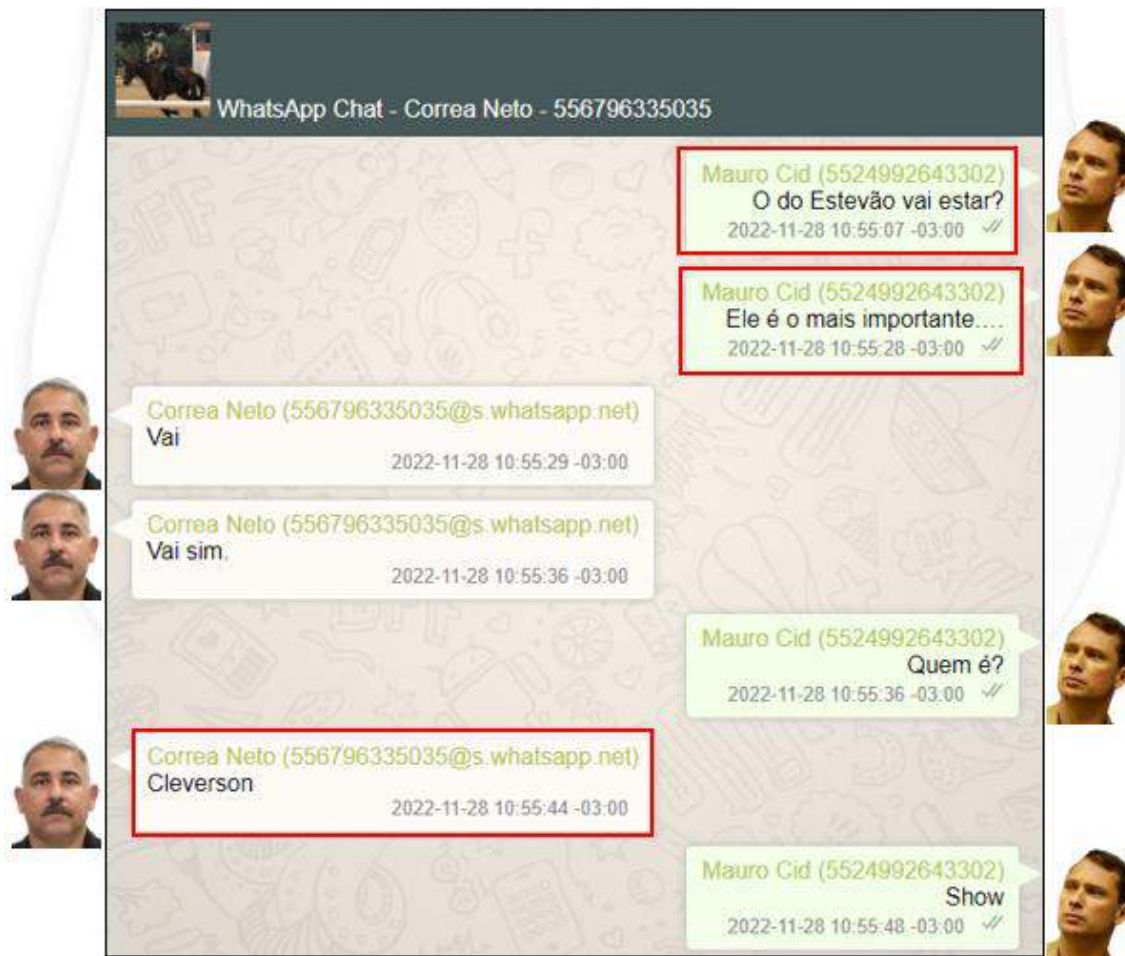 WhatsApp Chat - Correa Neto - 556796335035
Mauro Cid (5524992643302)
O do Estevão vai estar?
2022-11-28 10:55:07 -03:00
Mauro Cid (5524992643302)
Ele é o mais importante....
2022-11-28 10:55:28 -03:00
Correa Neto (556796335035@s.whatsapp.net)
Vai
2022-11-28 10:55:29 -03:00
Correa Neto (556796335035@s.whatsapp.net)
Vai sim.
2022-11-28 10:55:36 -03:00
Mauro Cid (5524992643302)
Quem é?
2022-11-28 10:55:36 -03:00
Correa Neto (556796335035@s.whatsapp.net)
Cleverson
2022-11-28 10:55:44 -03:00
Mauro Cid (5524992643302)
Show
2022-11-28 10:55:48 -03:00